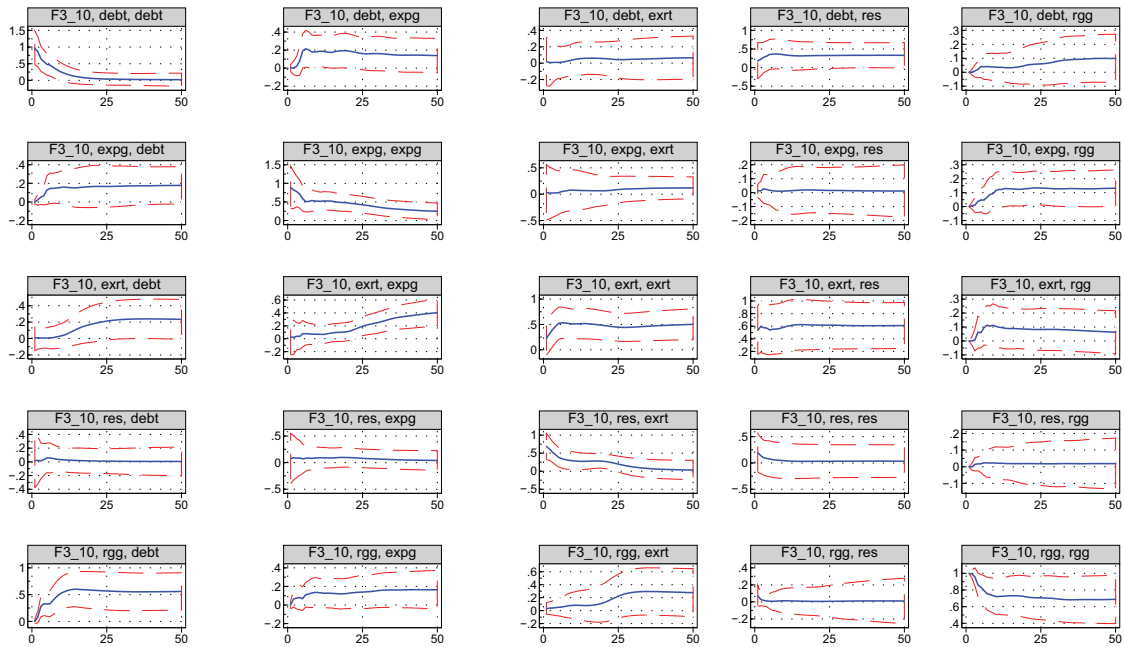 F3_10, debt, debt
1.5
1
.5
0
0 25 50
F3_10, debt, expg
.4
.2
0
-.2
0 25 50
F3_10, debt, exrt
.5
0
-.5
0 25 50
F3_10, debt, res
1
.5
0
-.5
0 25 50
F3_10, debt, rgg
.3
.2
.1
0
-.1
0 25 50
F3_10, expg, debt
.4
.2
0
-.2
0 25 50
F3_10, expg, expg
1.5
1
.5
0
0 25 50
F3_10, expg, exrt
.5
0
-.5
0 25 50
F3_10, expg, res
.2
.1
0
-.1
-.2
0 25 50
F3_10, expg, rgg
.3
.2
.1
0
-.1
0 25 50
F3_10, exrt, debt
.4
.2
0
-.2
0 25 50
F3_10, exrt, expg
.6
.4
.2
0
-.2
0 25 50
F3_10, exrt, exrt
1
.5
0
0 25 50
F3_10, exrt, res
1
.8
.6
.4
.2
0 25 50
F3_10, exrt, rgg
.3
.2
.1
0
-.1
0 25 50
F3_10, res, debt
.4
.2
0
-.2
-.4
0 25 50
F3_10, res, expg
.5
0
-.5
0 25 50
F3_10, res, exrt
1
.5
0
-.5
0 25 50
F3_10, res, res
.5
0
-.5
0 25 50
F3_10, res, rgg
.2
.1
0
-.1
0 25 50
F3_10, rgg, debt
1
.5
0
0 25 50
F3_10, rgg, expg
.4
.2
0
-.2
0 25 50
F3_10, rgg, exrt
.6
.4
.2
0
-.2
0 25 50
F3_10, rgg, res
.4
.2
0
-.2
0 25 50
F3_10, rgg, rgg
1
.8
.6
.4
0 25 50